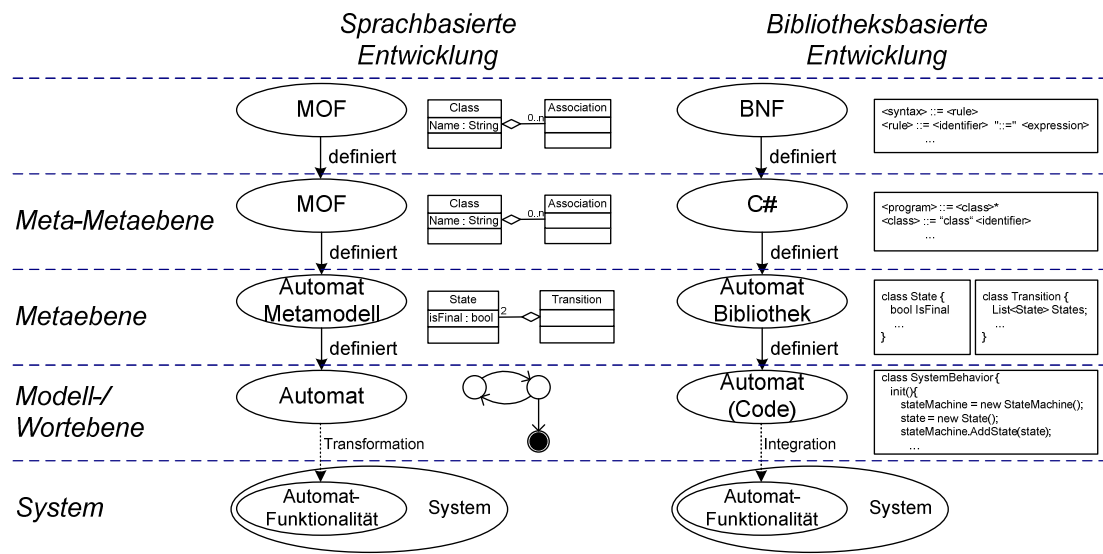 Sprachbasierte
Entwicklung
Bibliotheksbasierte
Entwicklung
MOF
Class
Name : String
0..n
Association
BNF
<syntax> ::= <rule>
<rule> ::= <identifier> "::=" <expression>
...
definiert
definiert
Meta-Metaebene
MOF
Class
Name : String
0..n
Association
C#
<program> ::= <class>*
<class> ::= "class“ <identifier>
...
definiert
definiert
Metaebene
Automat
Metamodell
State
isFinal : bool
2
Transition
Automat
Bibliothek
class State {
bool IsFinal
...
}
class Transition {
List<State> States;
...
}
definiert
definiert
Modell-/
Wortebene
Automat
Automat
(Code)
class SystemBehavior {
init(){
stateMachine = new StateMachine();
state = new State();
stateMachine.AddState(state);
...
Transformation
Integration
System
Automat-
Funktionalität
System
Automat-
Funktionalität
System